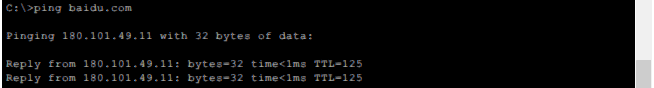 C:\>ping baidu.com
Pinging 180.101.49.11 with 32 bytes of data:
Reply from 180.101.49.11: bytes=32 time<1ms TTL=125
Reply from 180.101.49.11: bytes=32 time<1ms TTL=125